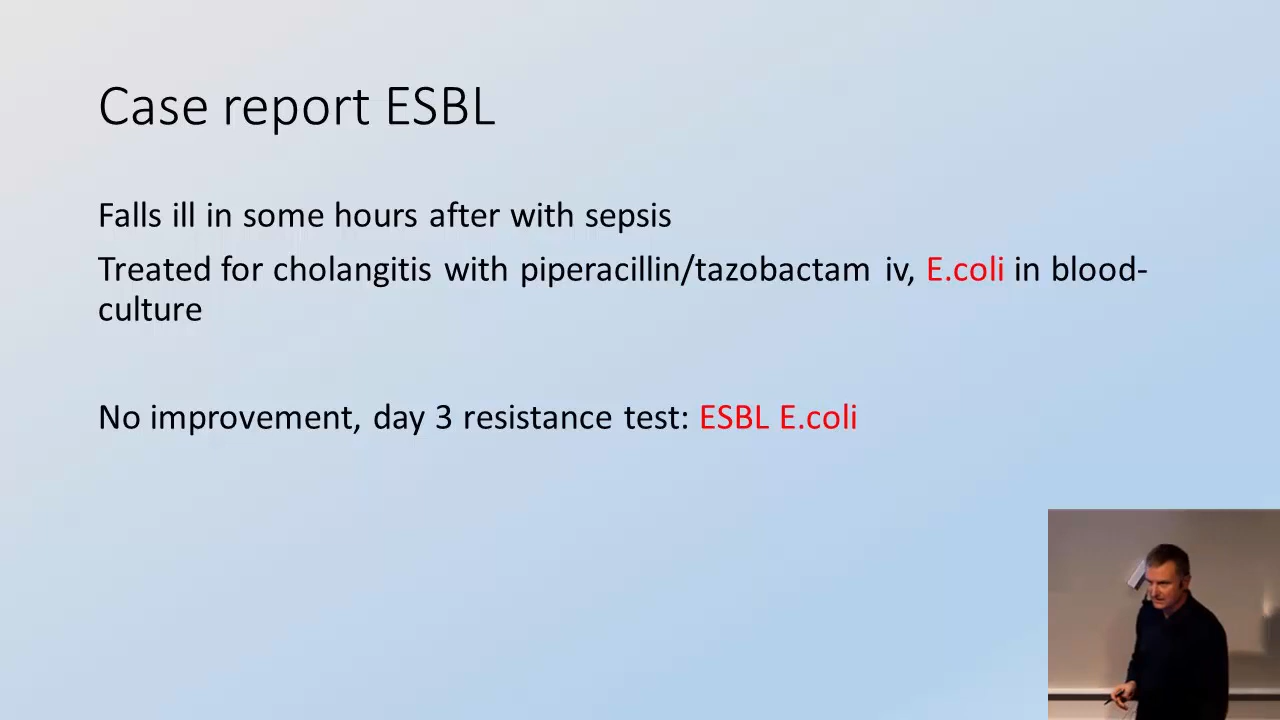 Case report ESBL
Falls ill in some hours after with sepsis
Treated for cholangitis with piperacillin/tazobactam iv, E.coli in blood-
culture
No improvement, day 3 resistance test: ESBL E.coli